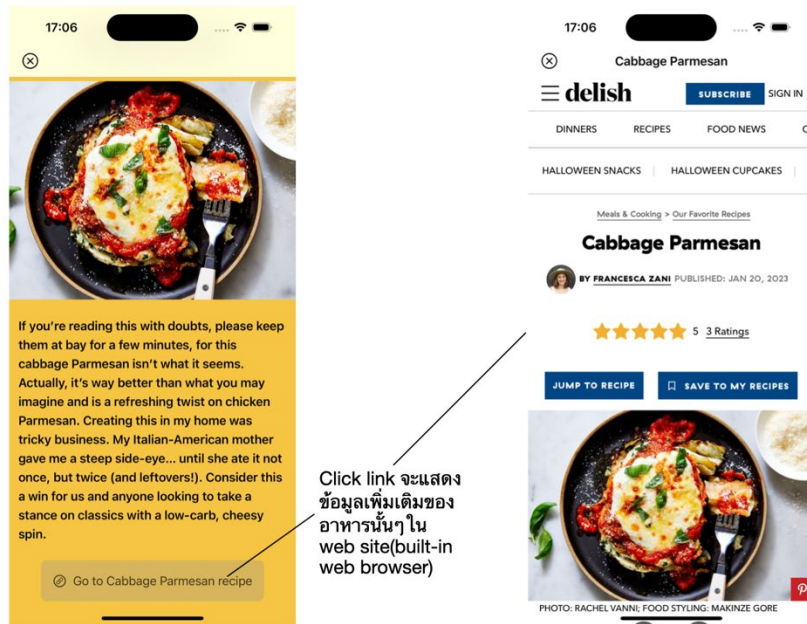 17:06
If you're reading this with doubts, please keep
them at bay for a few minutes, for this
cabbage Parmesan isn't what it seems.
Actually, it's way better than what you may
imagine and is a refreshing twist on chicken
Parmesan. Creating this in my home was
tricky business. My Italian-American mother
gave me a steep side-eye... until she ate it not
once, but twice (and leftovers!). Consider this
a win for us and anyone looking to take a
stance on classics with a low-carb, cheesy
spin.
Go to Cabbage Parmesan recipe
Click link จะแสดง
ข้อมูลเพิ่มเติมของ
อาหารนั้นๆ ใน
web site(built-in
web browser)
17:06
Cabbage Parmesan
delish SUBSCRIBE SIGN IN
DINNERS RECIPES FOOD NEWS
HALLOWEEN SNACKS HALLOWEEN CUPCAKES
Meals & Cooking > Our Favorite Recipes
Cabbage Parmesan
BY FRANCESCA ZANI PUBLISHED: JAN 20, 2023
5 3 Ratings
JUMP TO RECIPE SAVE TO MY RECIPES
PHOTO: RACHEL VANNI; FOOD STYLING: MAKINZE GORE